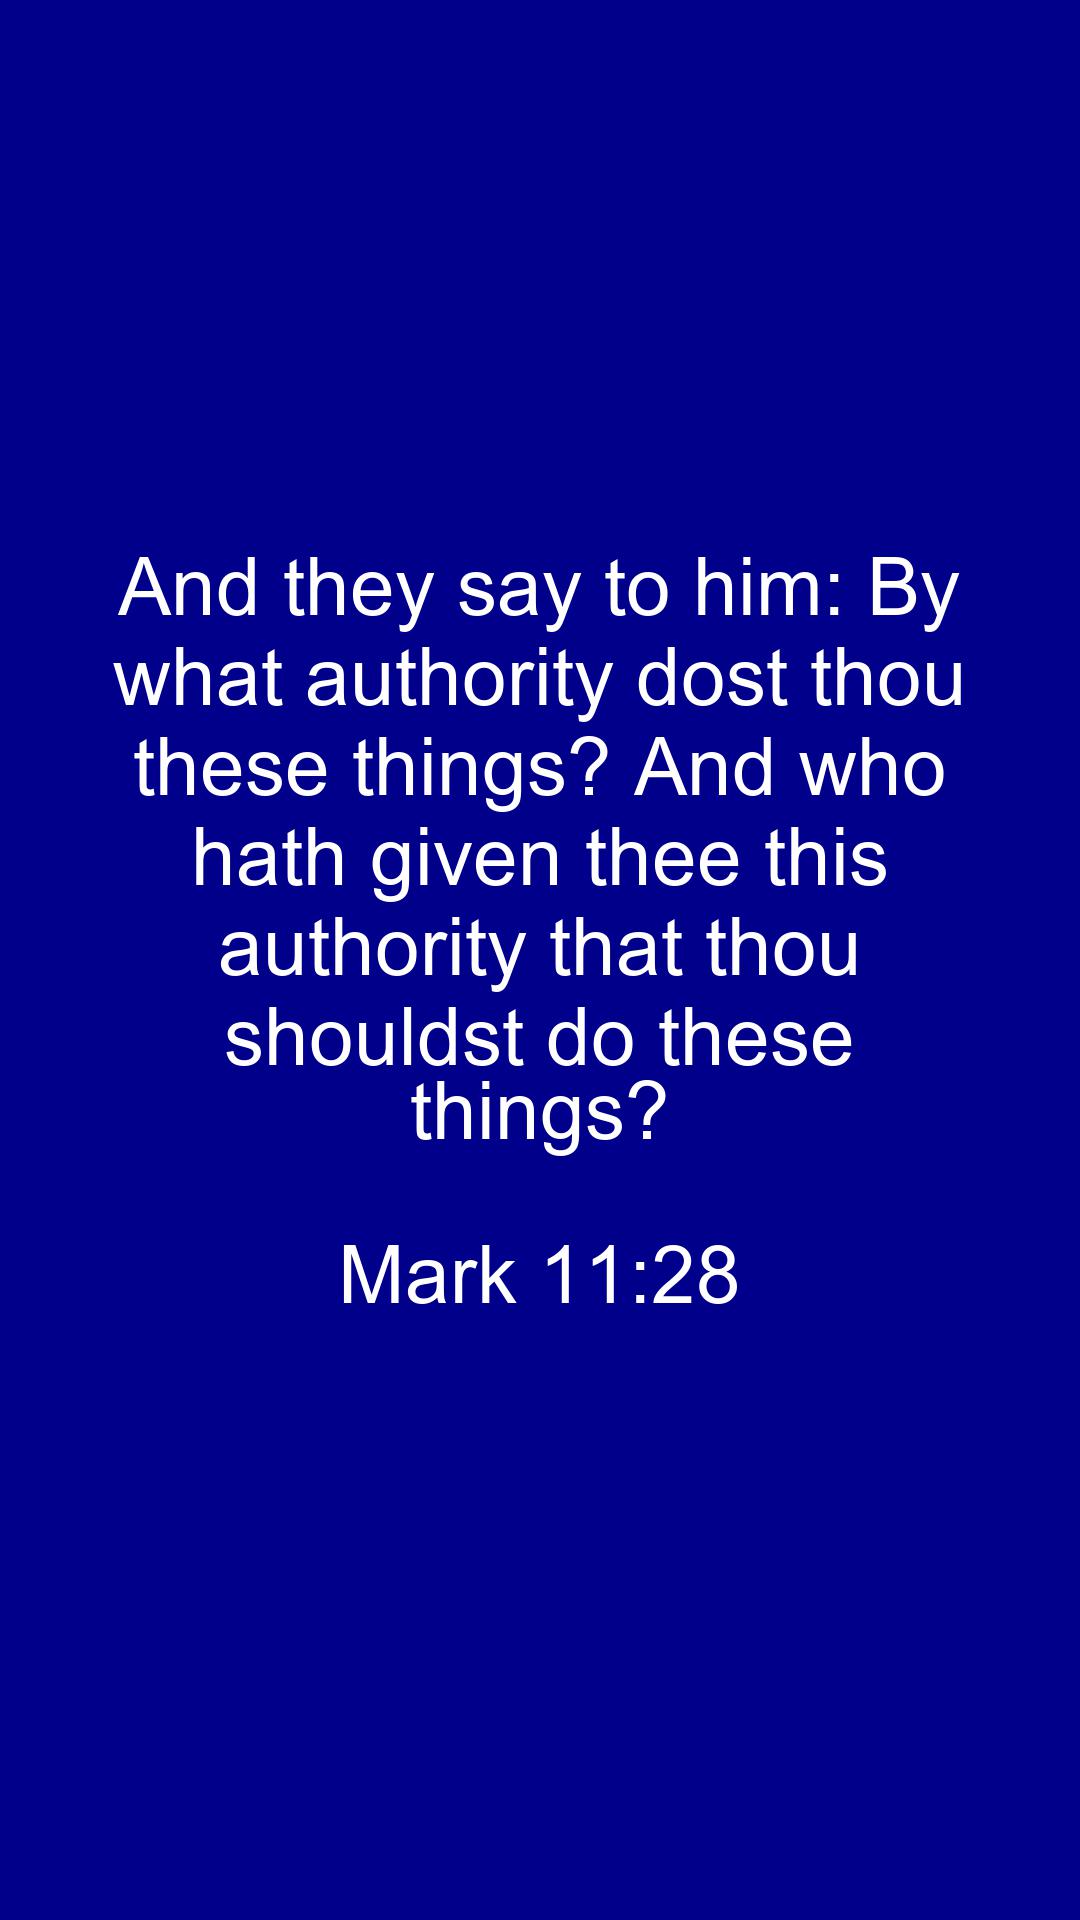 And they say to him: By
what authority dost thou
these things? And who
hath given thee this
authority that thou
shouldst do these
things?
Mark 11:28